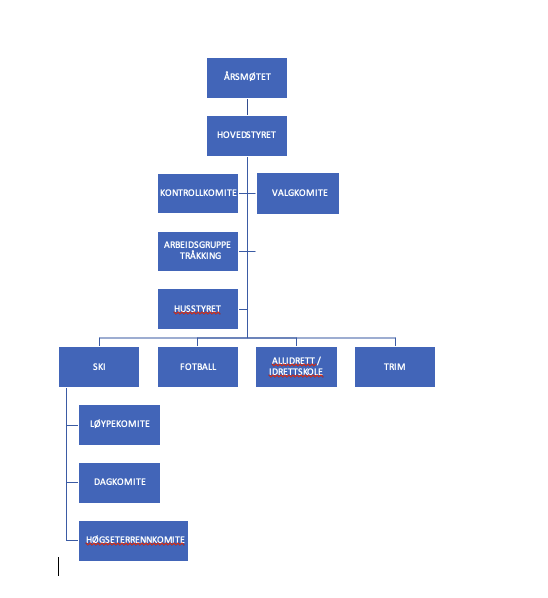 ÅRSMØTET
HOVEDSTYRET
KONTROLLKOMITE
VALGKOMITE
ARBEIDSGRUPPE
TRÅKKING
HUSSTYRET
SKI
FOTBALL
ALLIDRETT /
IDRETTSKOLE
TRIM
LØYPEKOMITE
DAGKOMITE
HØGSETERRENNKOMITE